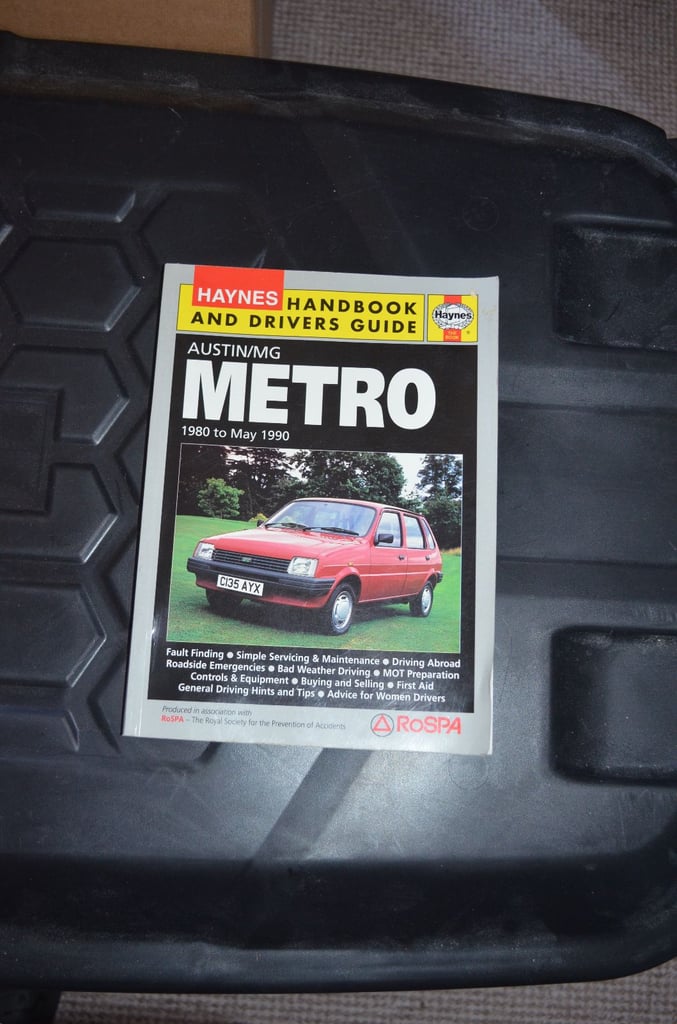 HAYNES HANDBOOK
AND DRIVERS GUIDE
Haynes
THE BOOK
®
AUSTIN/MG
METRO
1980 to May 1990
C135 AYX
Fault Finding ● Simple Servicing & Maintenance ● Driving Abroad
Roadside Emergencies ● Bad Weather Driving ● MOT Preparation
Controls & Equipment ● Buying and Selling ● First Aid
General Driving Hints and Tips ● Advice for Women Drivers
Produced in association with
RoSPA – The Royal Society for the Prevention of Accidents
RoSPA